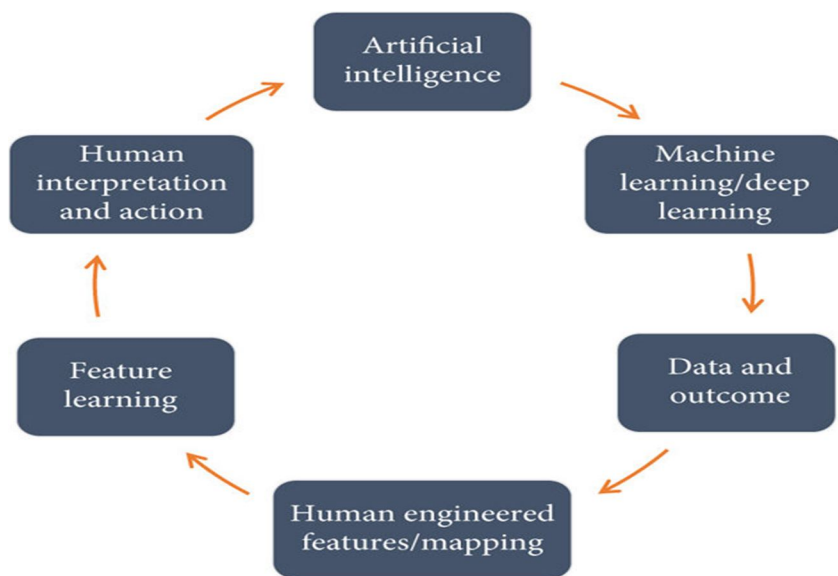 Artificial
intelligence
Machine
learning/deep
learning
Data and
outcome
Human engineered
features/mapping
Feature
learning
Human
interpretation
and action